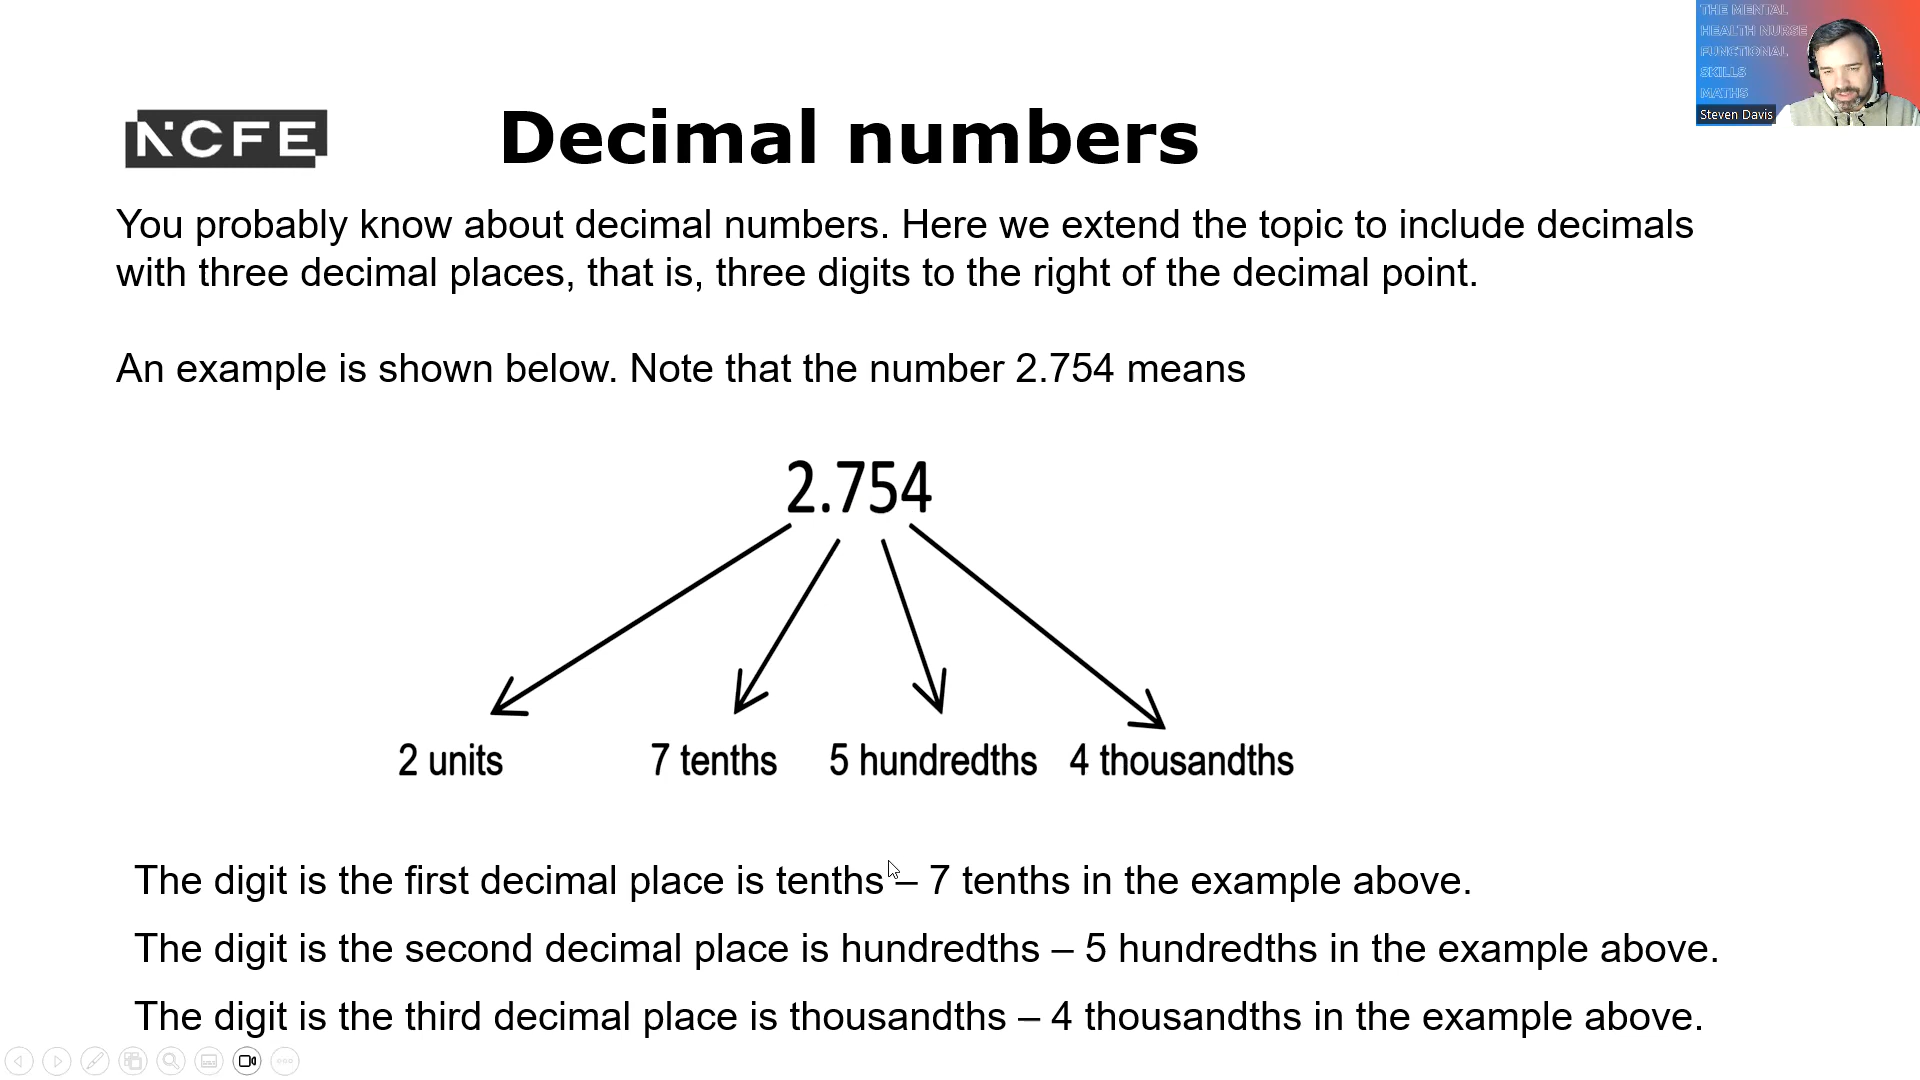 THE MENTAL
HEALTH NURSE
FUNCTIONAL
SKILLS
MATHS
Steven Davis
NCFE
Decimal numbers
You probably know about decimal numbers. Here we extend the topic to include decimals
with three decimal places, that is, three digits to the right of the decimal point.
An example is shown below. Note that the number 2.754 means
2.754
2 units 7 tenths 5 hundredths 4 thousandths
The digit is the first decimal place is tenths – 7 tenths in the example above.
The digit is the second decimal place is hundredths – 5 hundredths in the example above.
The digit is the third decimal place is thousandths – 4 thousandths in the example above.